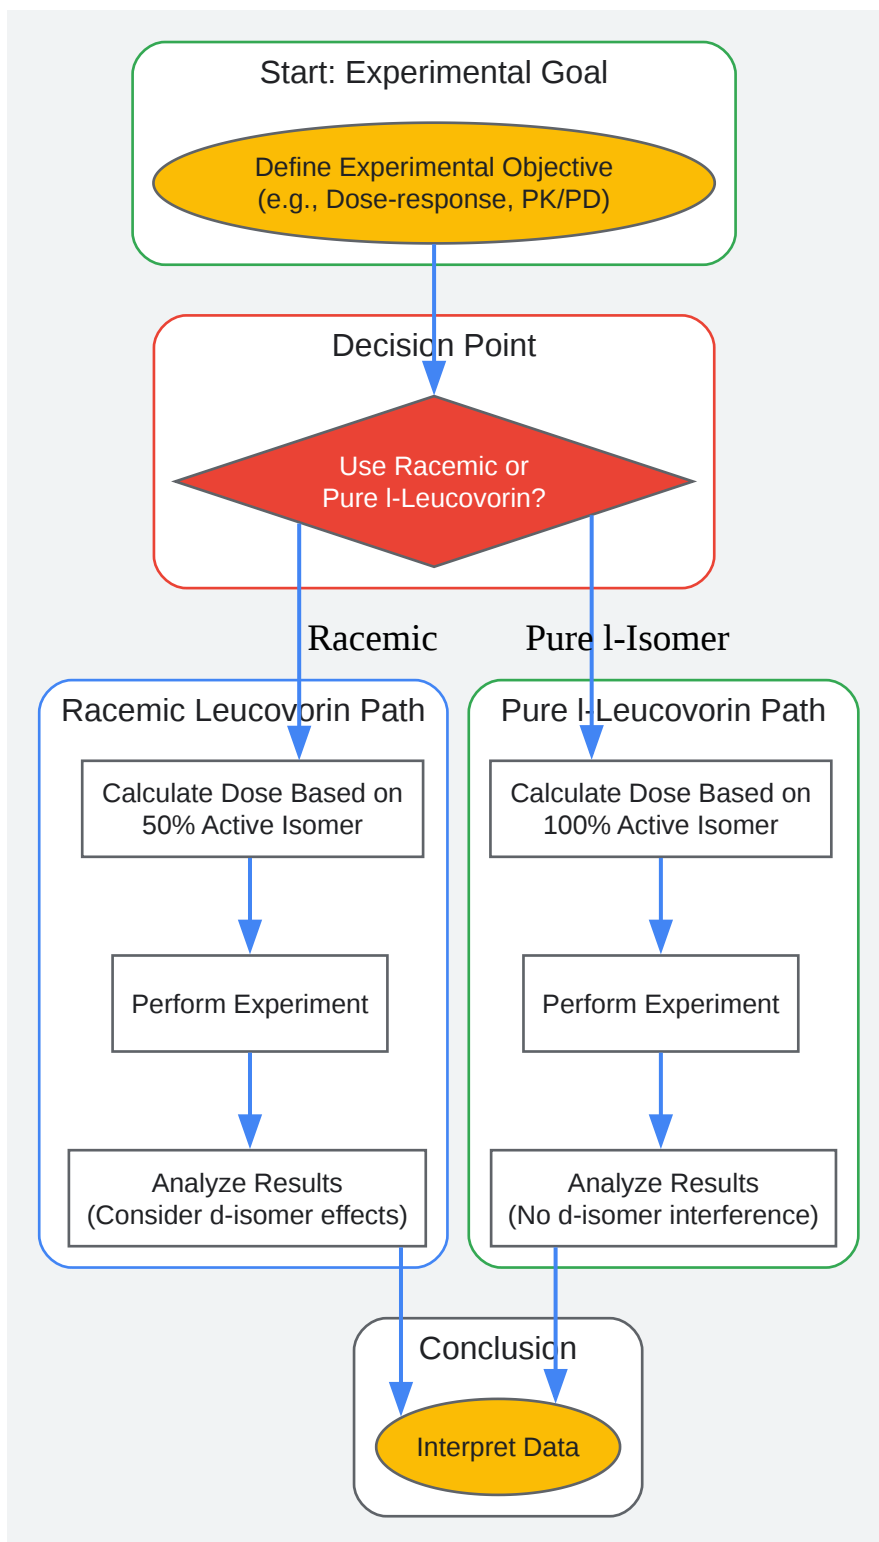 Start: Experimental Goal
Define Experimental Objective
(e.g., Dose-response, PK/PD)
Decision Point
Use Racemic or
Pure l-Leucovorin?
Racemic
Pure l-Isomer
Racemic Leucovorin Path
Calculate Dose Based on
50% Active Isomer
Perform Experiment
Analyze Results
(Consider d-isomer effects)
Pure l-Leucovorin Path
Calculate Dose Based on
100% Active Isomer
Perform Experiment
Analyze Results
(No d-isomer interference)
Conclusion
Interpret Data